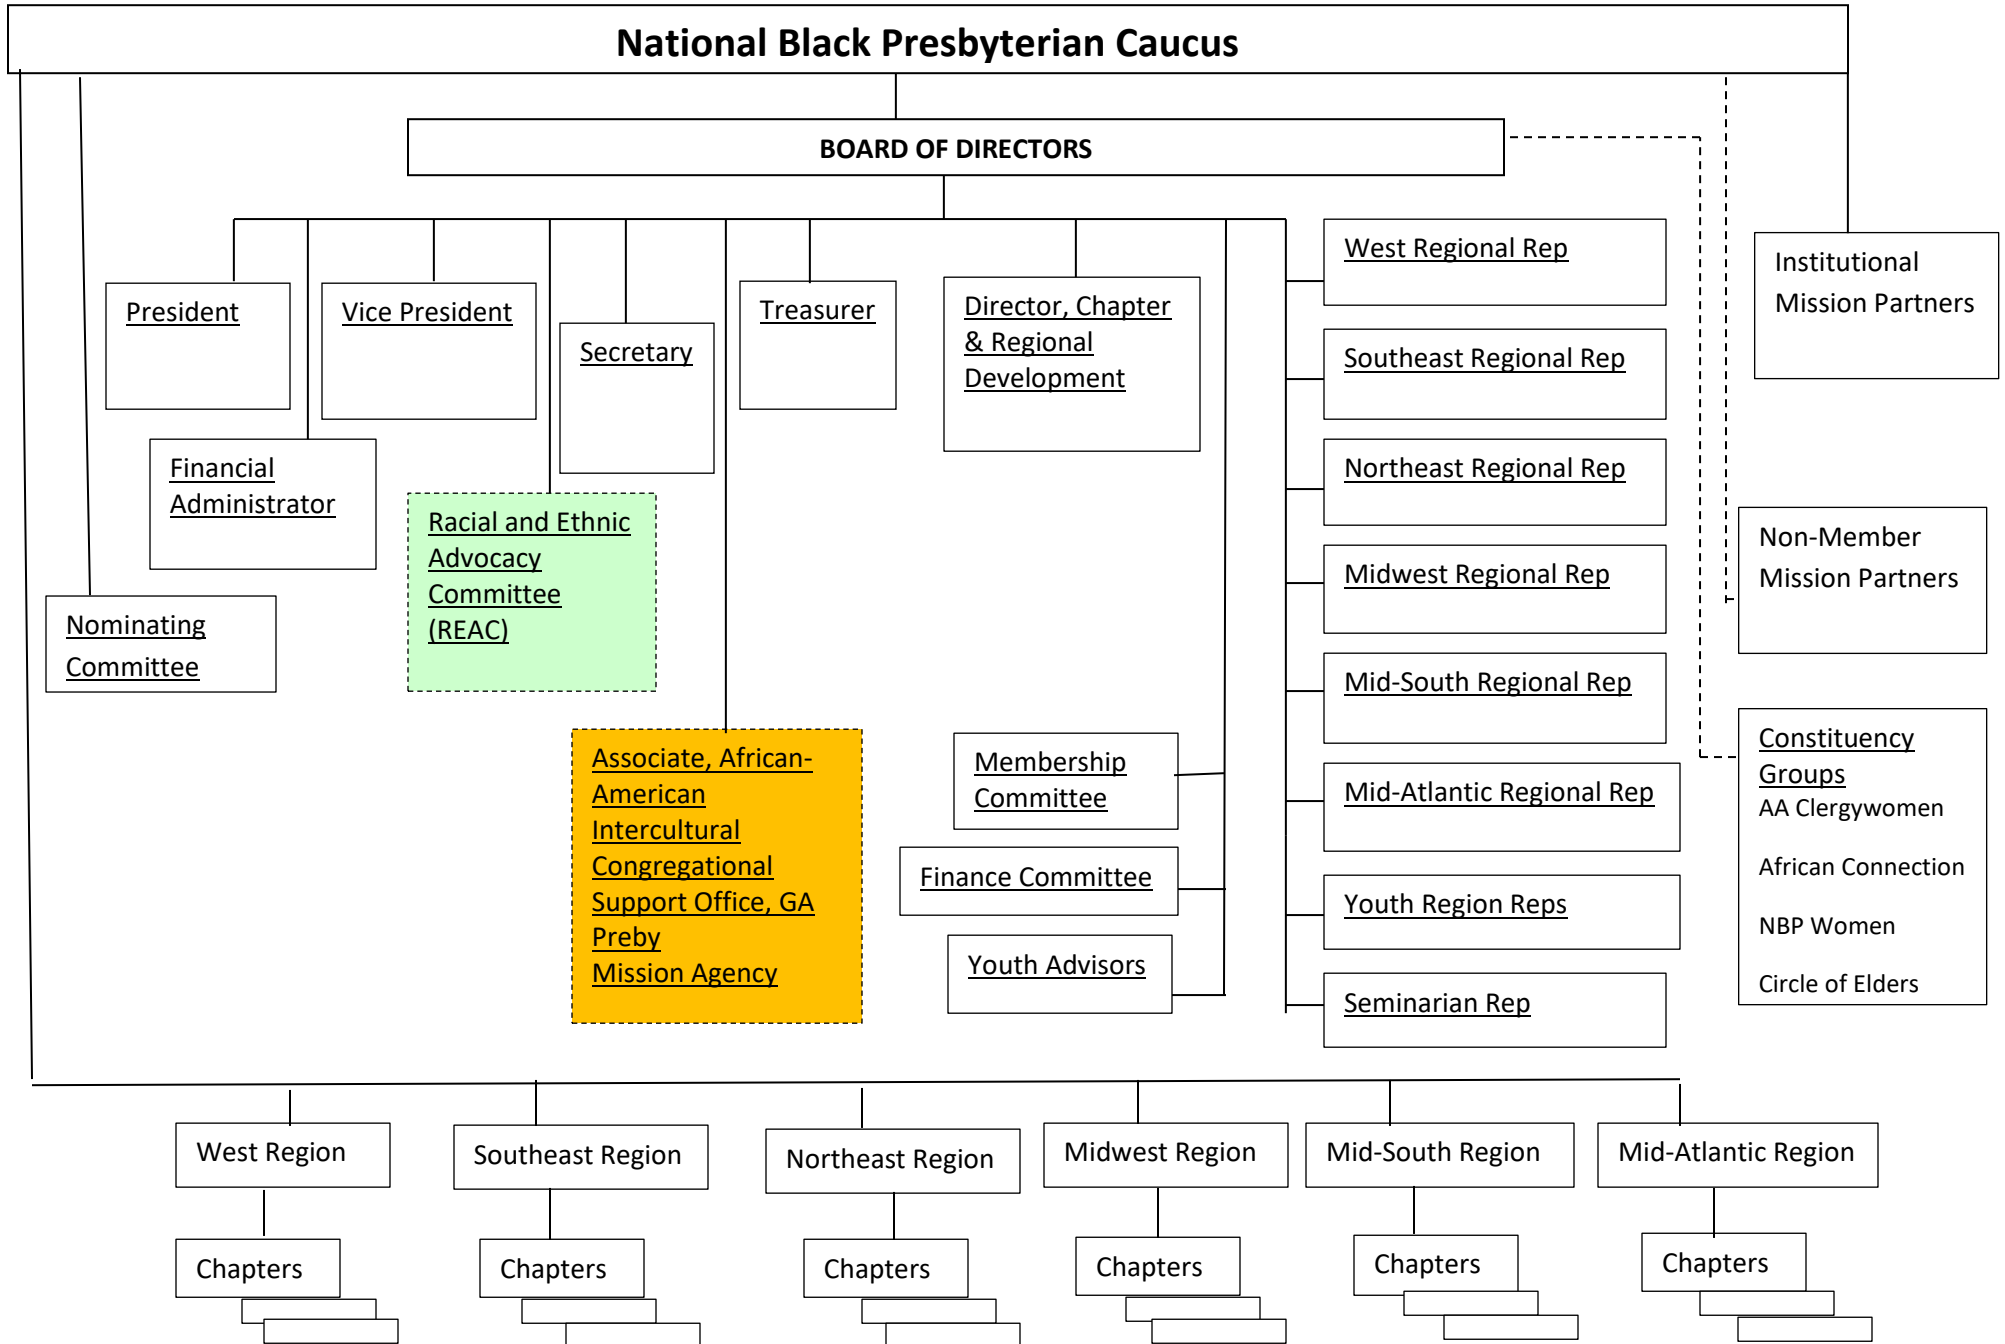 National Black Presbyterian Caucus
BOARD OF DIRECTORS
President
Vice President
Secretary
Treasurer
Director, Chapter
& Regional
Development
Financial
Administrator
Racial and Ethnic
Advocacy
Committee
(REAC)
Nominating
Committee
Associate, African-
American
Intercultural
Congregational
Support Office, GA
Preby
Mission Agency
Membership
Committee
Finance Committee
Youth Advisors
West Regional Rep
Southeast Regional Rep
Northeast Regional Rep
Midwest Regional Rep
Mid-South Regional Rep
Mid-Atlantic Regional Rep
Youth Region Reps
Seminarian Rep
Institutional
Mission Partners
Non-Member
Mission Partners
Constituency
Groups
AA Clergywomen
African Connection
NBP Women
Circle of Elders
West Region
Southeast Region
Northeast Region
Midwest Region
Mid-South Region
Mid-Atlantic Region
Chapters
Chapters
Chapters
Chapters
Chapters
Chapters